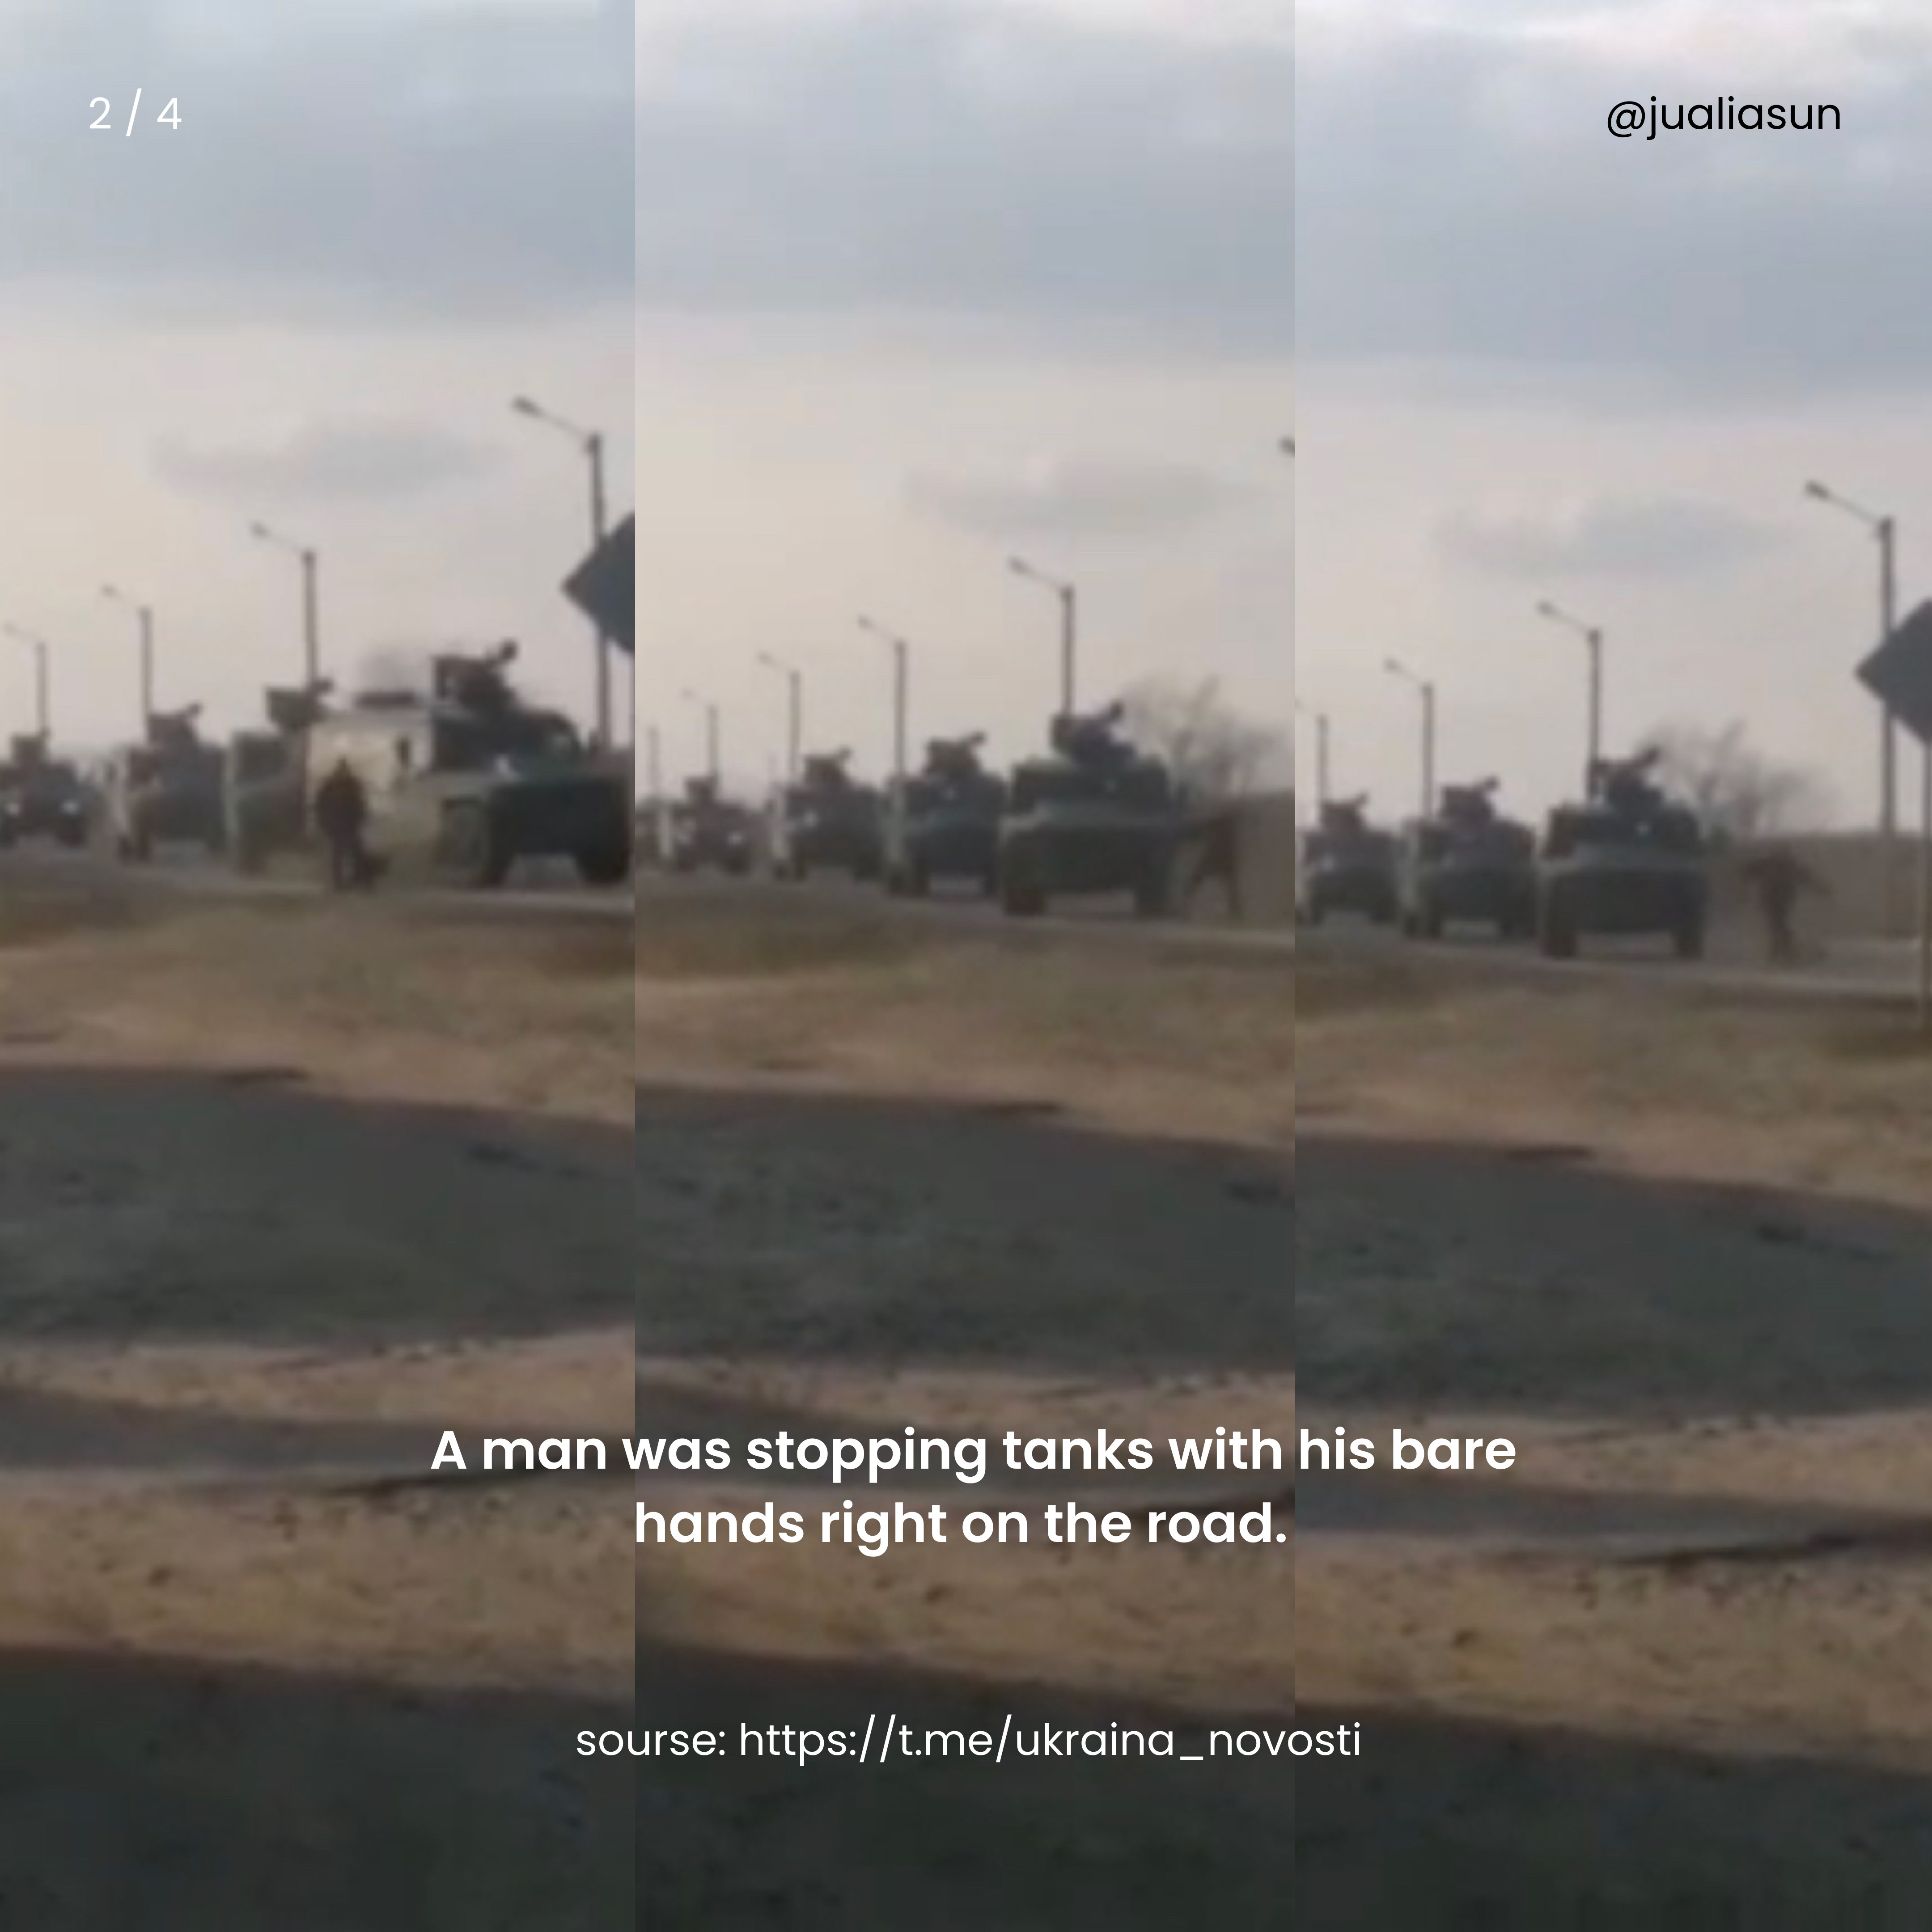 2 / 4
@jualiasun
A man was stopping tanks with his bare
hands right on the road.
sourse: https://t.me/ukraina_novosti